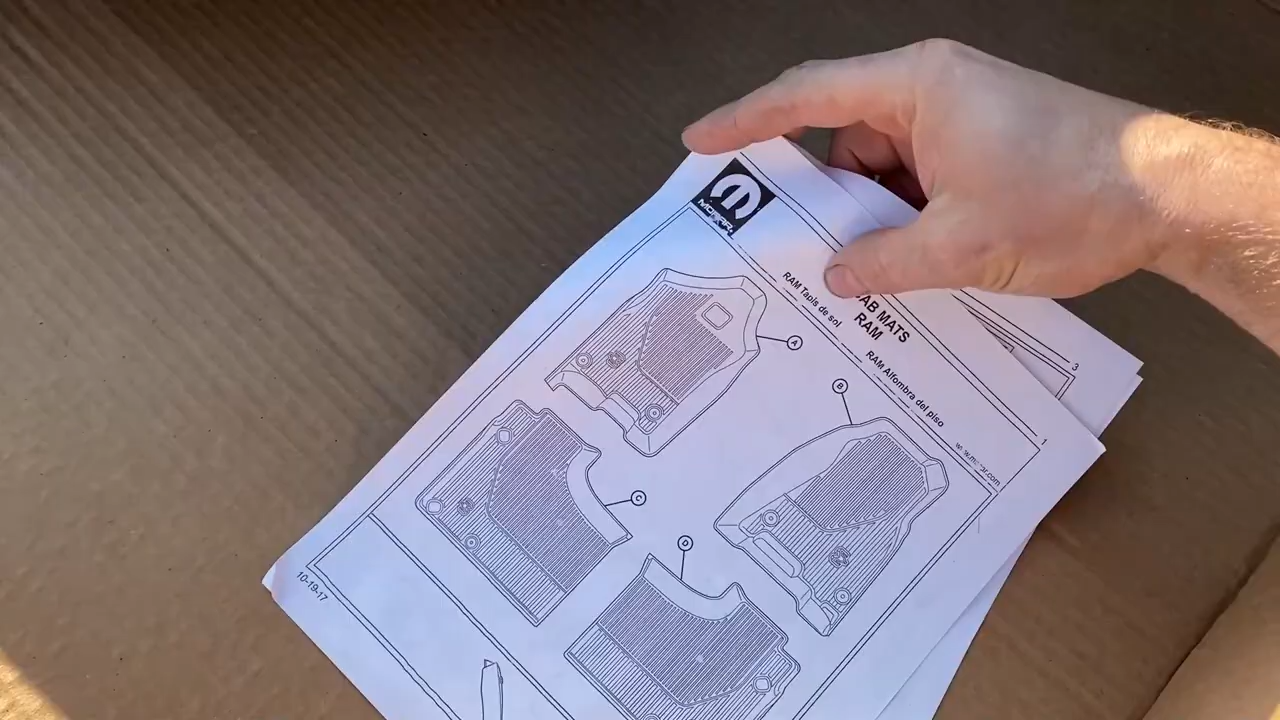 MOPAR
AB MATS
RAM
RAM Tapis de sol
RAM Alfombra del piso
1
3
A
B
C
D
10-19-17